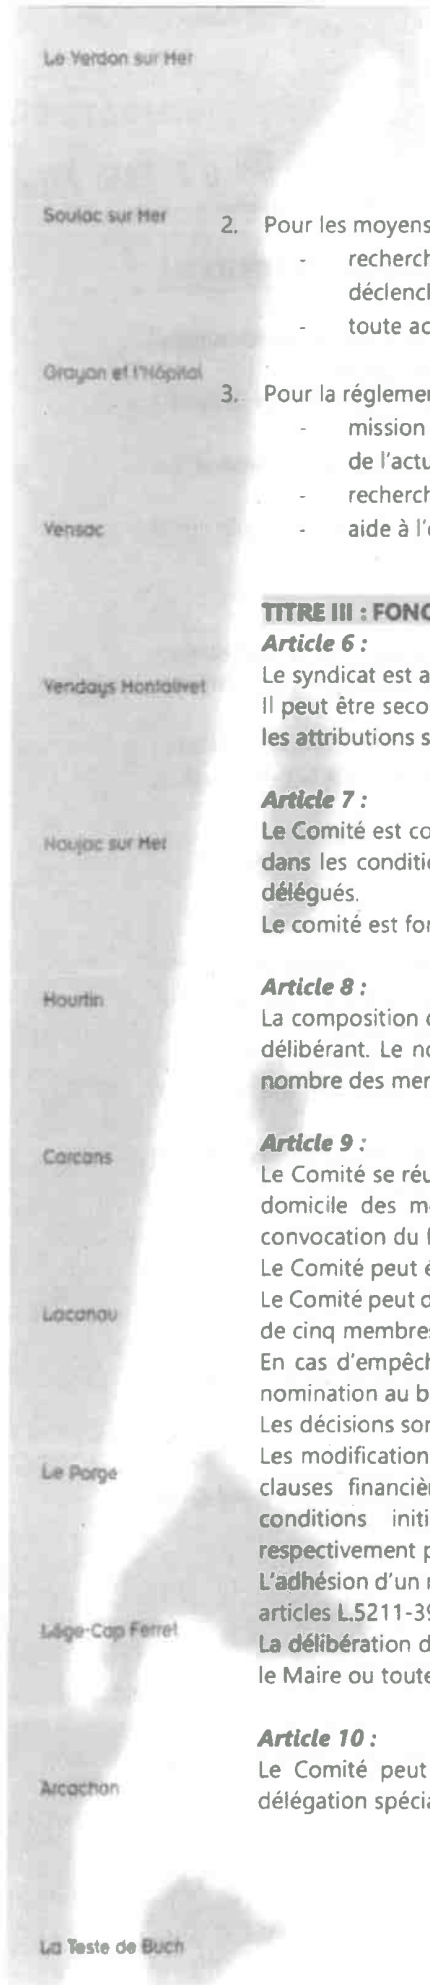 Le Verdon sur Mer
Soulac sur Mer
Grayan et l'Hôpital
Vensac
Vendays Montalivet
Naujac sur Mer
Hourtin
Carcans
Lacanau
Le Porge
Lège-Cap Ferret
Arcachon
La Teste de Buch
2. Pour les moyens
- recherch
déclencl
- toute ac
3. Pour la réglemen
- mission
de l'actu
- recherch
- aide à l'
TITRE III : FONC
Article 6 :
Le syndicat est a
Il peut être seco
les attributions s
Article 7 :
Le Comité est co
dans les conditio
délégués.
Le comité est for
Article 8 :
La composition d
délibérant. Le no
nombre des mer
Article 9 :
Le Comité se réu
domicile des m
convocation du
Le Comité peut é
Le Comité peut d
de cinq membres
En cas d'empêch
nomination au b
Les décisions son
Les modification
clauses financièr
conditions initi
respectivement p
L'adhésion d'un
articles L.5211-39
La délibération d
le Maire ou toute
Article 10 :
Le Comité peut
délégation spécia